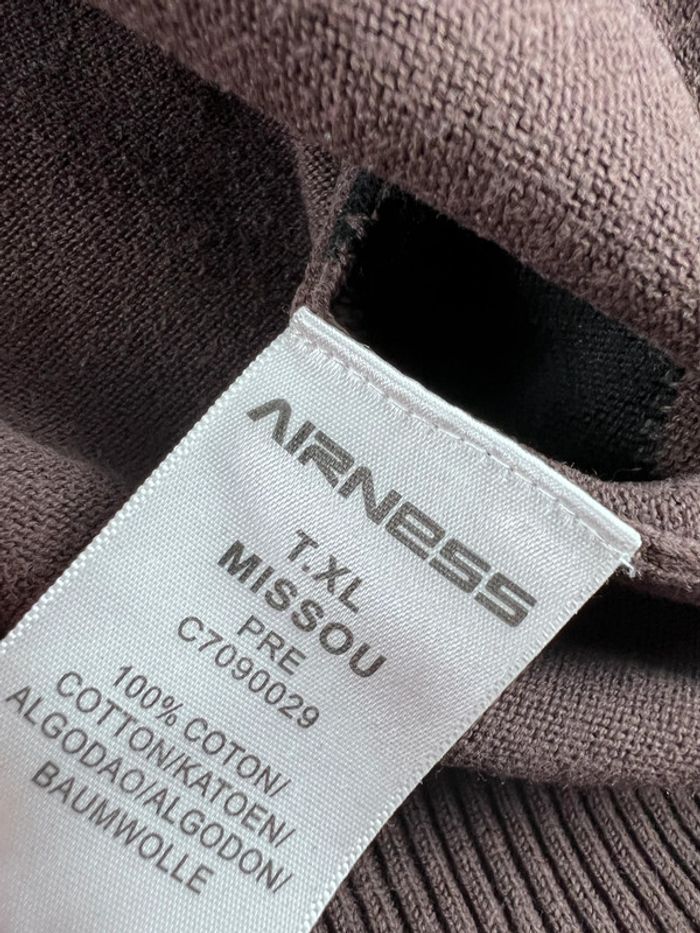 AIRNESS
T.XL
MISSOU
PRE
C7090029
100% COTON/
COTTON/KATOEN/
ALGODAO/ALGODON/
BAUMWOLLE